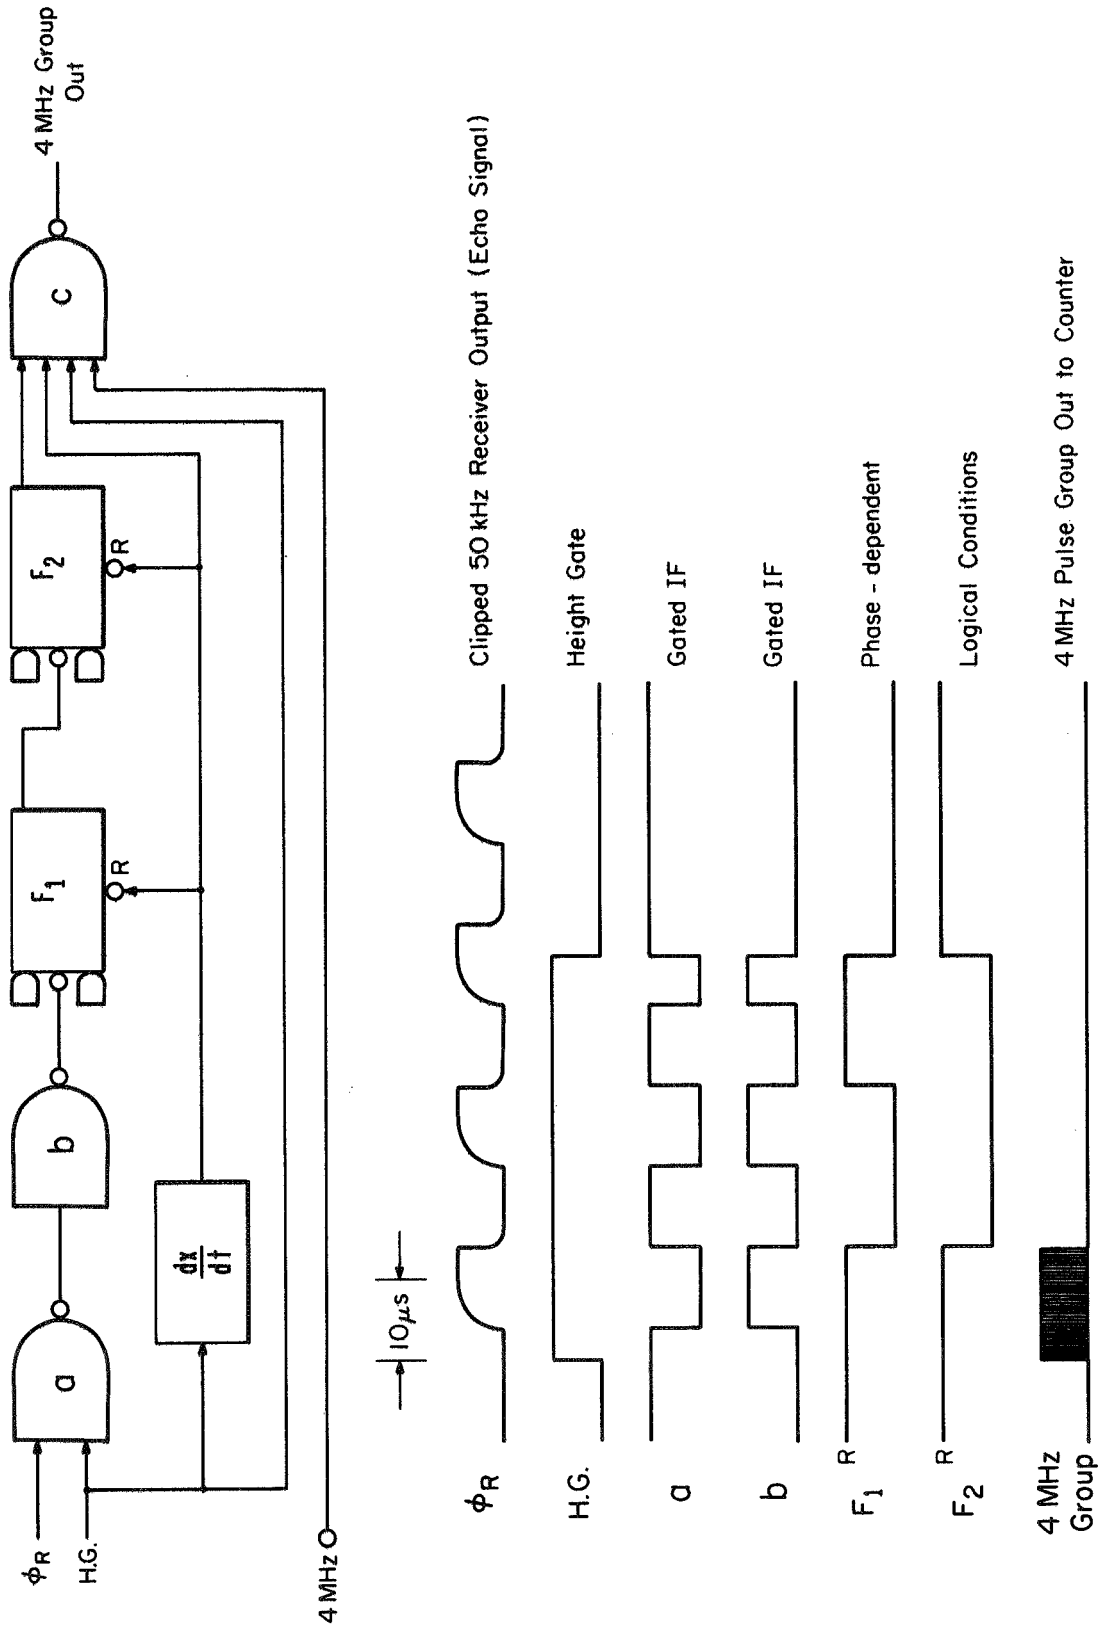 4 MHz Group
Out
c
F2
R
F1
R
b
dx
dt
a
ϕR
H.G.
4 MHz
10μs
ϕR
Clipped 50 kHz Receiver Output (Echo Signal)
H.G.
Height Gate
a
Gated IF
b
Gated IF
F1
R
Phase - dependent
F2
R
Logical Conditions
4 MHz
Group
4 MHz Pulse Group Out to Counter